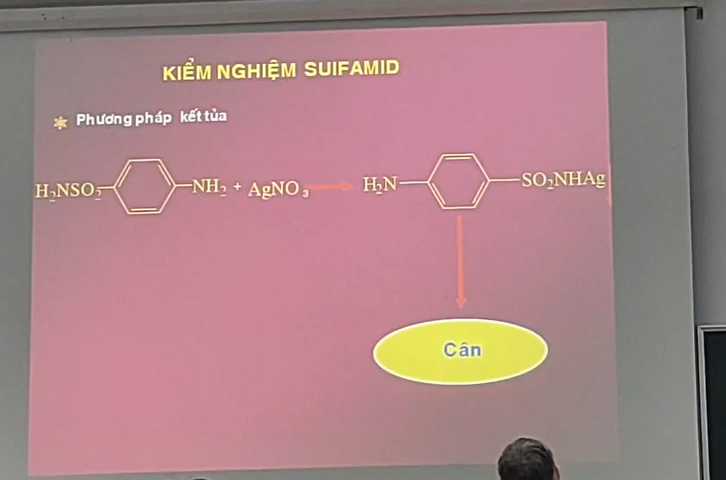 KIỂM NGHIỆM SUIFAMID
Phương pháp kết tủa
H₂NSO₂ NH₂ + AgNO₃ H₂N SO₂NHAg
Cân